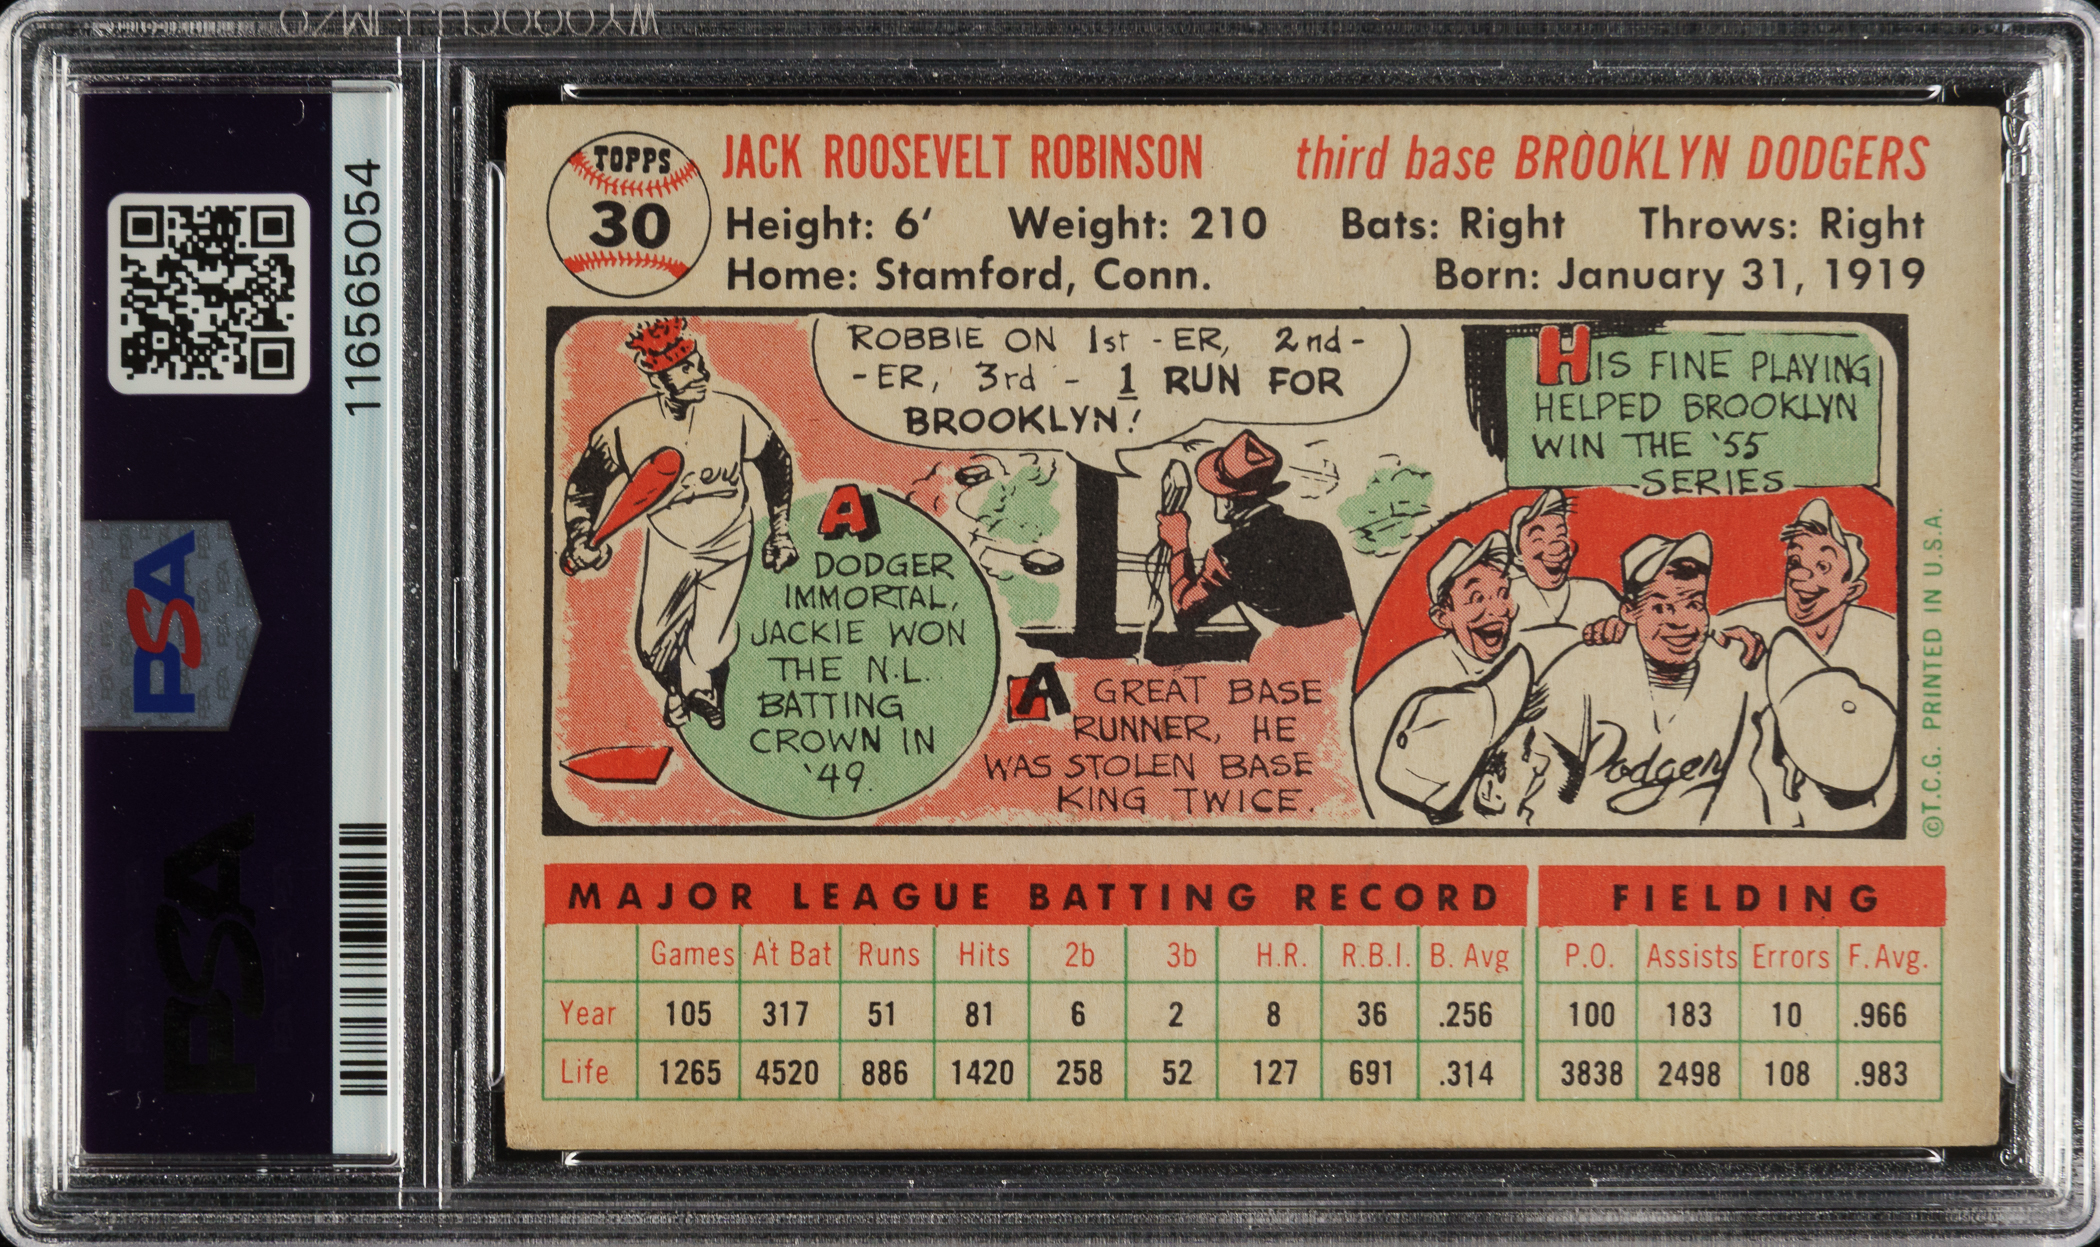 TOPPS
30
JACK ROOSEVELT ROBINSON third base BROOKLYN DODGERS
Height: 6' Weight: 210 Bats: Right Throws: Right
Home: Stamford, Conn. Born: January 31, 1919
ROBBIE ON 1st - ER, 2nd -
- ER, 3rd - 1 RUN FOR
BROOKLYN!
HIS FINE PLAYING
HELPED BROOKLYN
WIN THE '55
SERIES
A
DODGER
IMMORTAL,
JACKIE WON
THE N.L.
BATTING
CROWN IN
'49.
A GREAT BASE
RUNNER, HE
WAS STOLEN BASE
KING TWICE.
Dodgers
©T.C.G. PRINTED IN U.S.A.
MAJOR LEAGUE BATTING RECORD FIELDING
Games At Bat Runs Hits 2b 3b H.R. R.B.I. B. Avg P.O. Assists Errors F. Avg.
Year 105 317 51 81 6 2 8 36 .256 100 183 10 .966
Life 1265 4520 886 1420 258 52 127 691 .314 3838 2498 108 .983
116565054
PSA
PSA